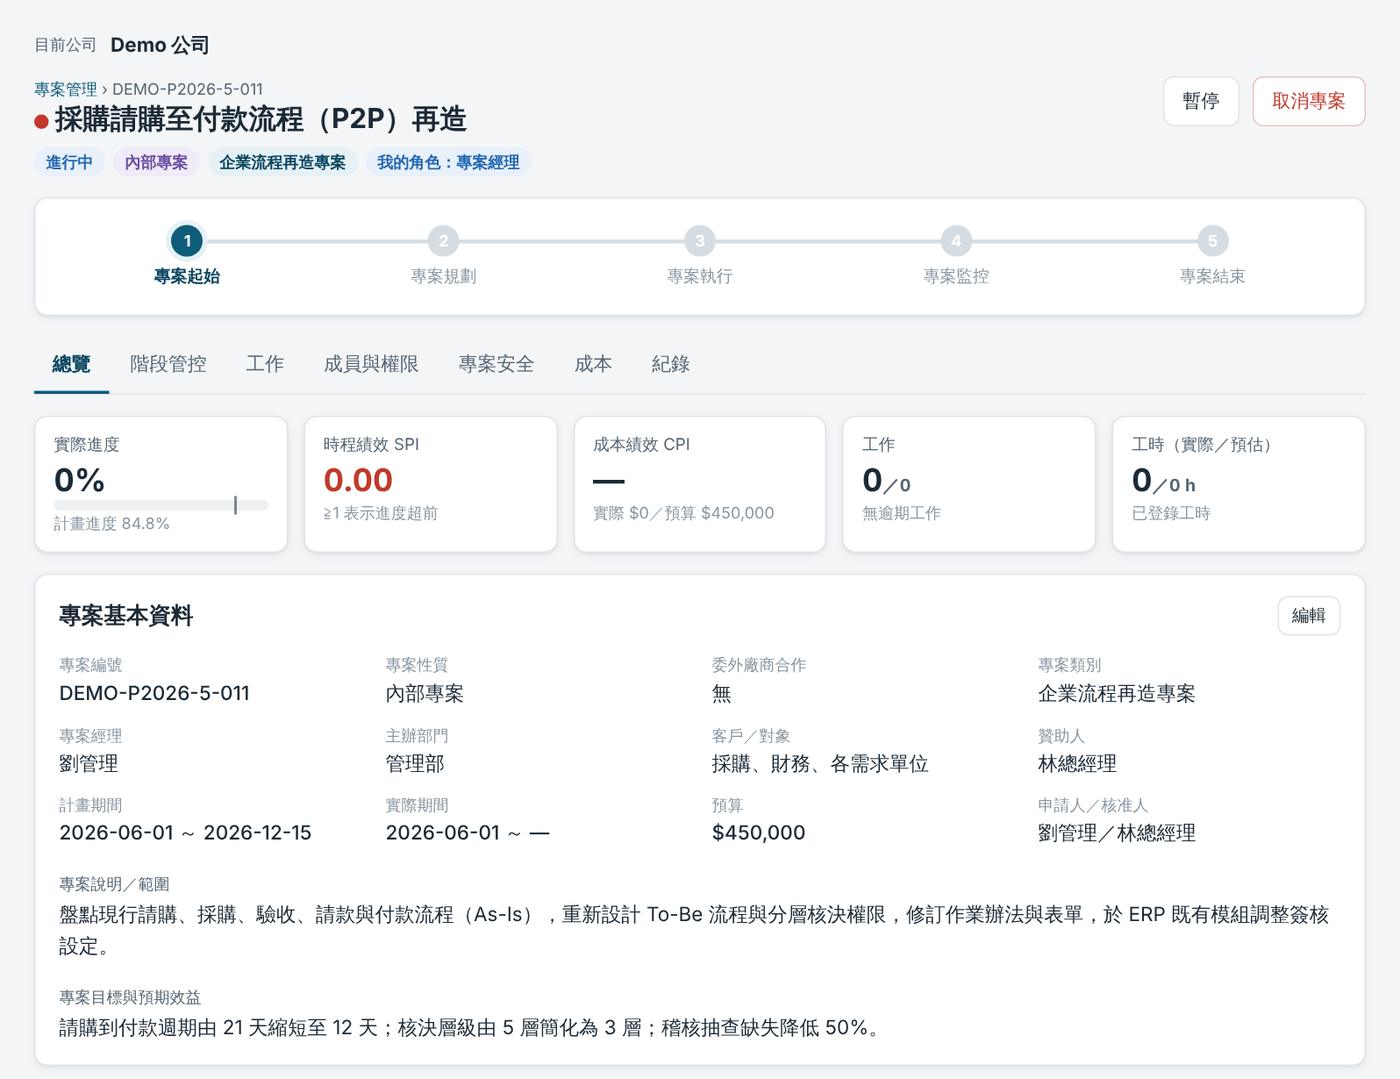 目前公司 Demo 公司
專案管理 › DEMO-P2026-5-011
採購請購至付款流程（P2P）再造
暫停
取消專案
進行中 內部專案 企業流程再造專案 我的角色：專案經理
1 2 3 4 5
專案起始 專案規劃 專案執行 專案監控 專案結束
總覽 階段管控 工作 成員與權限 專案安全 成本 紀錄
實際進度
0%
計畫進度 84.8%
時程績效 SPI
0.00
≧1 表示進度超前
成本績效 CPI
—
實際 $0／預算 $450,000
工作
0／0
無逾期工作
工時（實際／預估）
0／0 h
已登錄工時
專案基本資料
編輯
專案編號 專案性質 委外廠商合作 專案類別
DEMO-P2026-5-011 內部專案 無 企業流程再造專案
專案經理 主辦部門 客戶／對象 贊助人
劉管理 管理部 採購、財務、各需求單位 林總經理
計畫期間 實際期間 預算 申請人／核准人
2026-06-01 ～ 2026-12-15 2026-06-01 ～ — $450,000 劉管理／林總經理
專案說明／範圍
盤點現行請購、採購、驗收、請款與付款流程（As-Is），重新設計 To-Be 流程與分層核決權限，修訂作業辦法與表單，於 ERP 既有模組調整簽核
設定。
專案目標與預期效益
請購到付款週期由 21 天縮短至 12 天；核決層級由 5 層簡化為 3 層；稽核抽查缺失降低 50%。